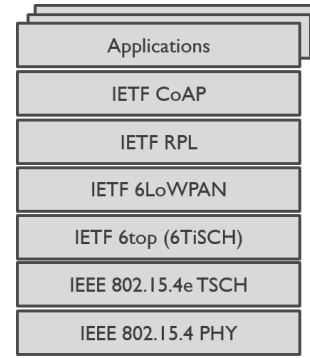 Applications
IETF CoAP
IETF RPL
IETF 6LoWPAN
IETF 6top (6TiSCH)
IEEE 802.15.4e TSCH
IEEE 802.15.4 PHY